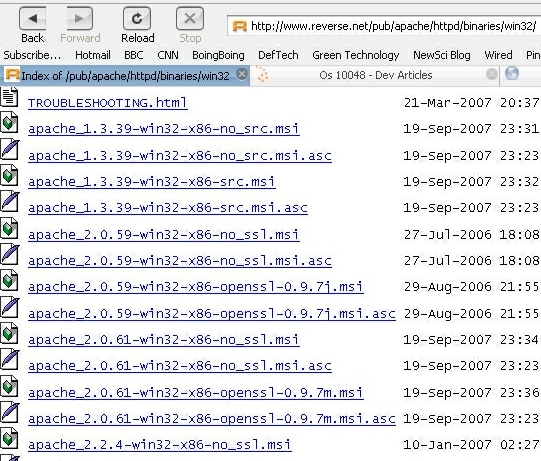 Back Forward Reload Stop http://www.reverse.net/pub/apache/httpd/binaries/win32/
Subscribe... Hotmail BBC CNN BoingBoing DefTech Green Technology NewSci Blog Wired Pin
Index of /pub/apache/httpd/binaries/win32 Os 10048 - Dev Articles
TROUBLESHOOTING.html 21-Mar-2007 20:37
apache_1.3.39-win32-x86-no_src.msi 19-Sep-2007 23:31
apache_1.3.39-win32-x86-no_src.msi.asc 19-Sep-2007 23:23
apache_1.3.39-win32-x86-src.msi 19-Sep-2007 23:32
apache_1.3.39-win32-x86-src.msi.asc 19-Sep-2007 23:23
apache_2.0.59-win32-x86-no_ssl.msi 27-Jul-2006 18:08
apache_2.0.59-win32-x86-no_ssl.msi.asc 27-Jul-2006 18:08
apache_2.0.59-win32-x86-openssl-0.9.7j.msi 29-Aug-2006 21:55
apache_2.0.59-win32-x86-openssl-0.9.7j.msi.asc 29-Aug-2006 21:55
apache_2.0.61-win32-x86-no_ssl.msi 19-Sep-2007 23:34
apache_2.0.61-win32-x86-no_ssl.msi.asc 19-Sep-2007 23:23
apache_2.0.61-win32-x86-openssl-0.9.7m.msi 19-Sep-2007 23:36
apache_2.0.61-win32-x86-openssl-0.9.7m.msi.asc 19-Sep-2007 23:23
apache_2.2.4-win32-x86-no_ssl.msi 10-Jan-2007 02:27